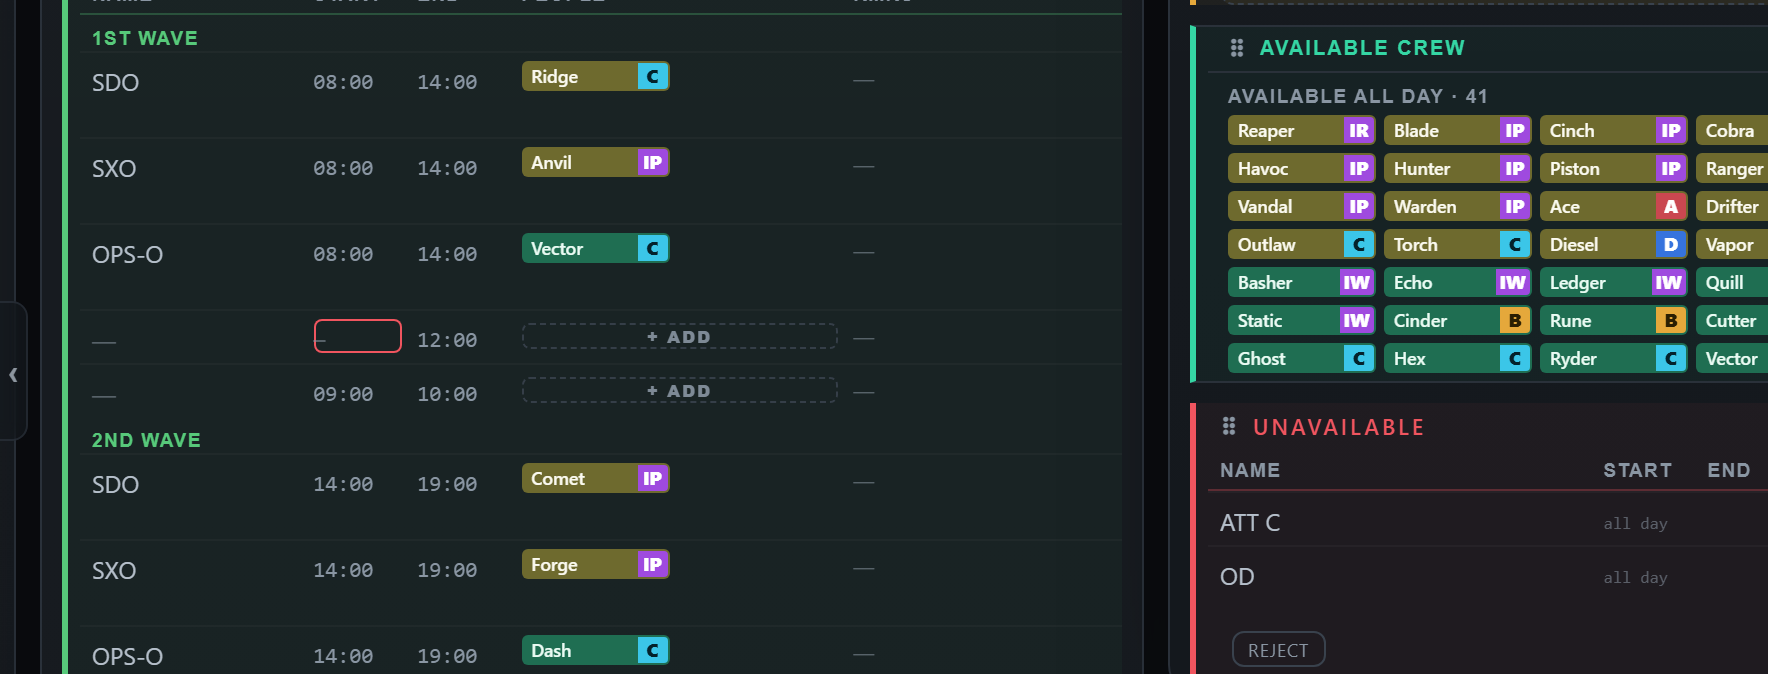 1ST WAVE
SDO 08:00 14:00 Ridge C —
SXO 08:00 14:00 Anvil IP —
OPS-O 08:00 14:00 Vector C —
— – 12:00 + ADD —
— 09:00 10:00 + ADD —
2ND WAVE
SDO 14:00 19:00 Comet IP —
SXO 14:00 19:00 Forge IP —
OPS-O 14:00 19:00 Dash C —
‹
AVAILABLE CREW
AVAILABLE ALL DAY · 41
Reaper IR Blade IP Cinch IP Cobra
Havoc IP Hunter IP Piston IP Ranger
Vandal IP Warden IP Ace A Drifter
Outlaw C Torch C Diesel D Vapor
Basher IW Echo IW Ledger IW Quill
Static IW Cinder B Rune B Cutter
Ghost C Hex C Ryder C Vector
UNAVAILABLE
NAME START END
ATT C all day
OD all day
REJECT